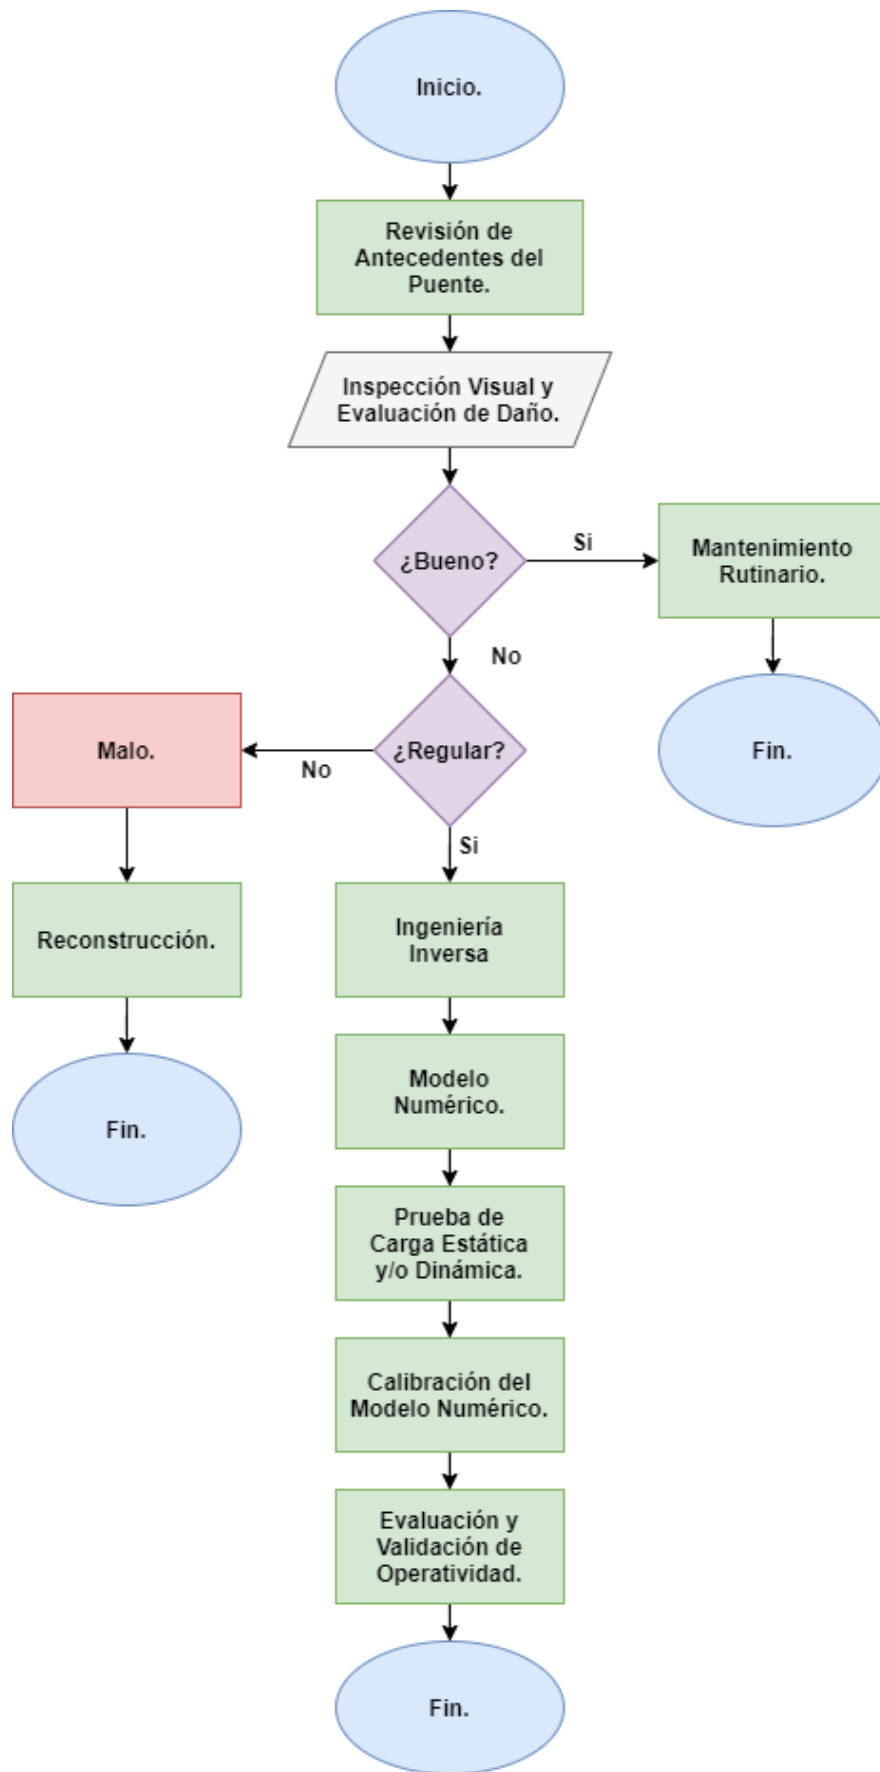 Inicio.
Revisión de
Antecedentes del
Puente.
Inspección Visual y
Evaluación de Daño.
¿Bueno?
Si
Mantenimiento
Rutinario.
No
Fin.
¿Regular?
No
Malo.
Si
Reconstrucción.
Ingeniería
Inversa
Fin.
Modelo
Numérico.
Prueba de
Carga Estática
y/o Dinámica.
Calibración del
Modelo Numérico.
Evaluación y
Validación de
Operatividad.
Fin.